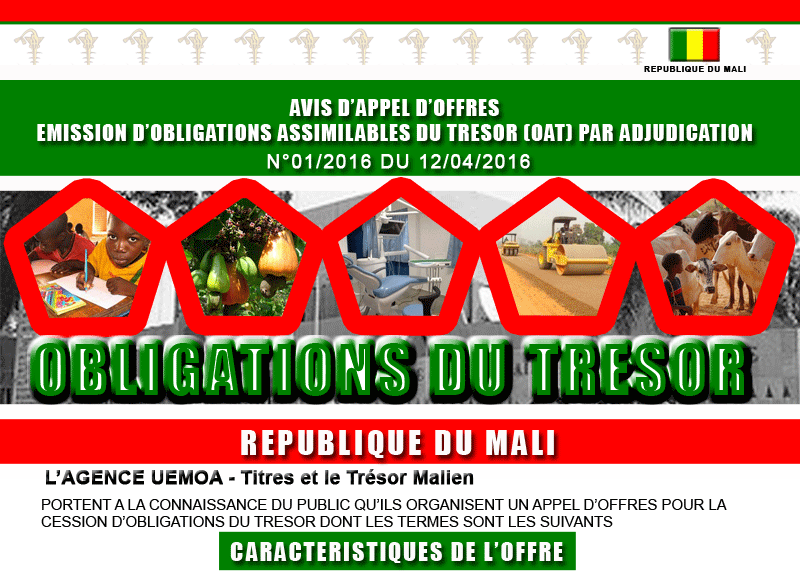 REPUBLIQUE DU MALI
AVIS D'APPEL D'OFFRES
EMISSION D'OBLIGATIONS ASSIMILABLES DU TRESOR (OAT) PAR ADJUDICATION
N°01/2016 DU 12/04/2016
OBLIGATIONS DU TRESOR
REPUBLIQUE DU MALI
L'AGENCE UEMOA - Titres et le Trésor Malien
PORTENT A LA CONNAISSANCE DU PUBLIC QU'ILS ORGANISENT UN APPEL D'OFFRES POUR LA
CESSION D'OBLIGATIONS DU TRESOR DONT LES TERMES SONT LES SUIVANTS
CARACTERISTIQUES DE L'OFFRE